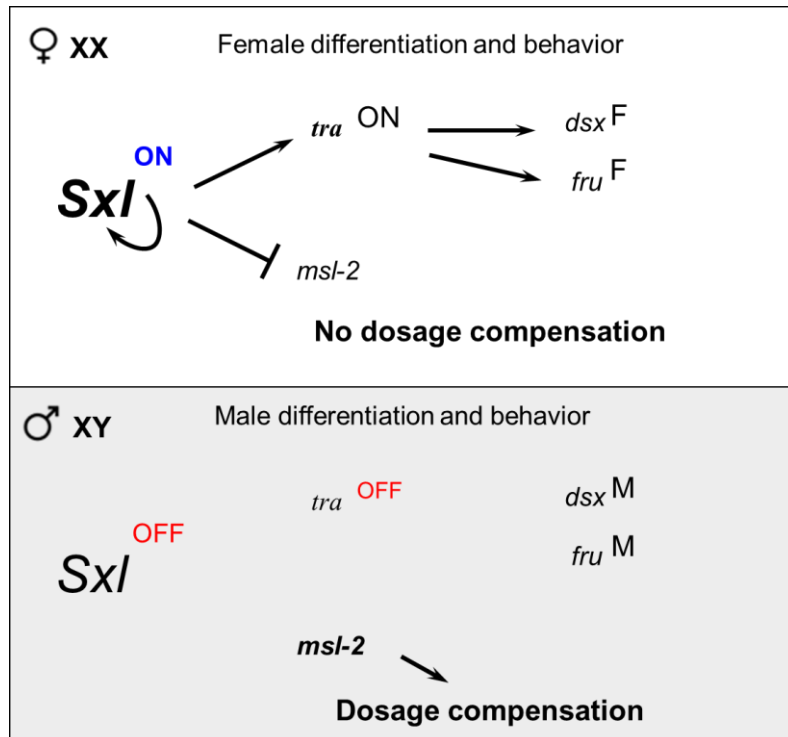 ♀ XX Female differentiation and behavior
tra ON
dsx F
ON
Sxl
fru F
msl-2
No dosage compensation
♂ XY Male differentiation and behavior
tra OFF
dsx M
OFF
Sxl
fru M
msl-2
Dosage compensation